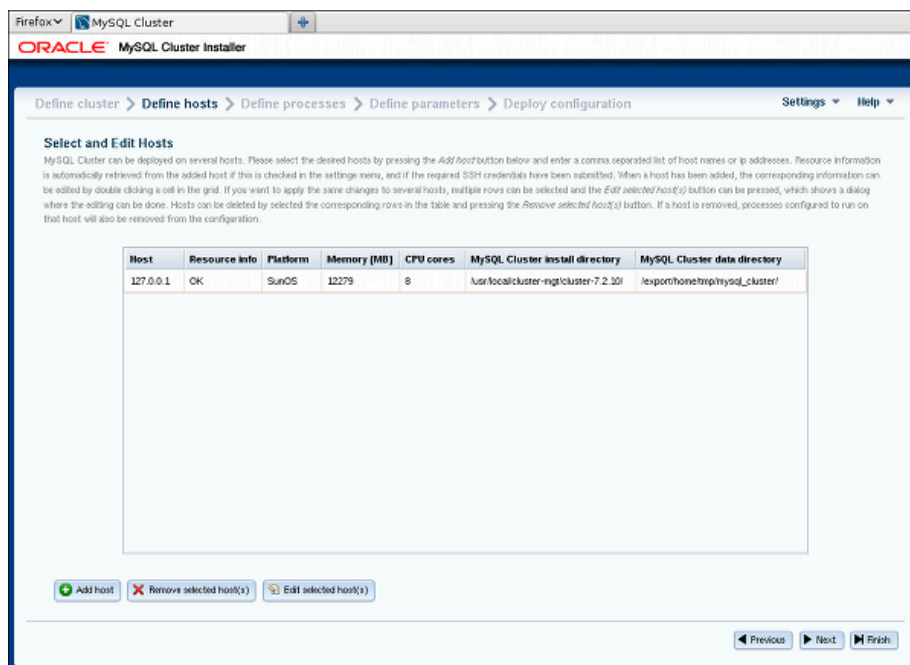 Firefox MySQL Cluster
ORACLE MySQL Cluster Installer
Define cluster Define hosts Define processes Define parameters Deploy configuration Settings Help
Select and Edit Hosts
MySQL Cluster can be deployed on several hosts. Please select the desired hosts by pressing the Add host button below and enter a comma separated list of host names or ip addresses. Resource information
is automatically retrieved from the added host if this is checked in the settings menu, and if the required SSH credentials have been submitted. When a host has been added, the corresponding information can
be edited by double clicking a cell in the grid. If you want to apply the same changes to several hosts, multiple rows can be selected and the Edit selected host(s) button can be pressed, which shows a dialog
where the editing can be done. Hosts can be deleted by selected the corresponding rows in the table and pressing the Remove selected host(s) button. If a host is removed, processes configured to run on
that host will also be removed from the configuration.
Host Resource info Platform Memory [MB] CPU cores MySQL Cluster install directory MySQL Cluster data directory
127.0.0.1 OK SunOS 12279 8 /usr/local/cluster-mgt/cluster-7.2.10/ /export/home/tmp/mysql_cluster/
Add host Remove selected host(s) Edit selected host(s)
Previous Next Finish